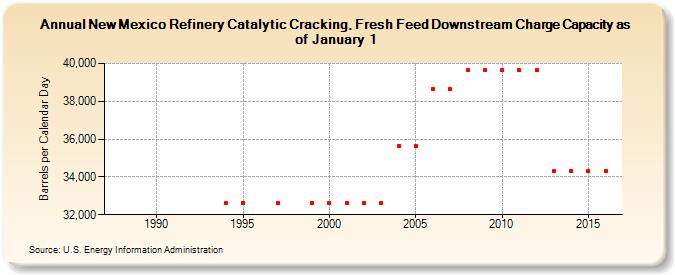 Annual New Mexico Refinery Catalytic Cracking, Fresh Feed Downstream Charge Capacity as
of January 1
Barrels per Calendar Day
40,000
38,000
36,000
34,000
32,000
1990 1995 2000 2005 2010 2015
Source: U.S. Energy Information Administration